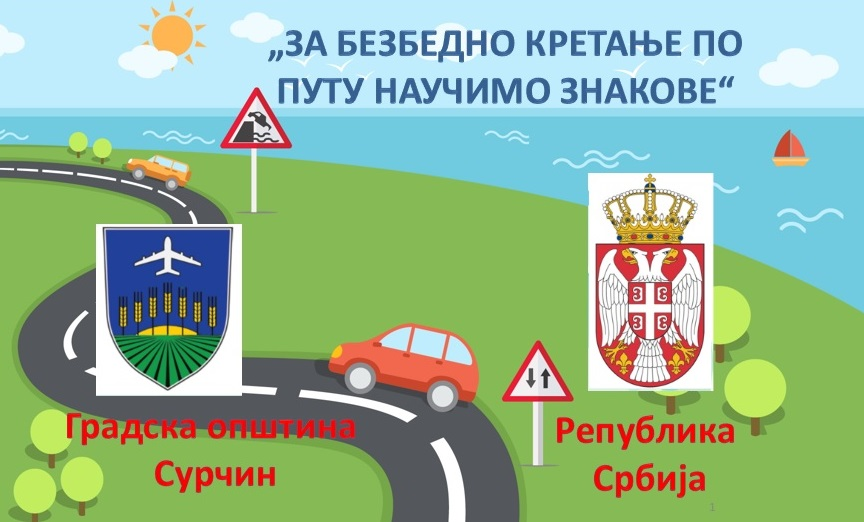 „ЗА БЕЗБЕДНО КРЕТАЊЕ ПО
ПУТУ НАУЧИМО ЗНАКОВЕ“
Градска општина
Сурчин
Република
Србија
1